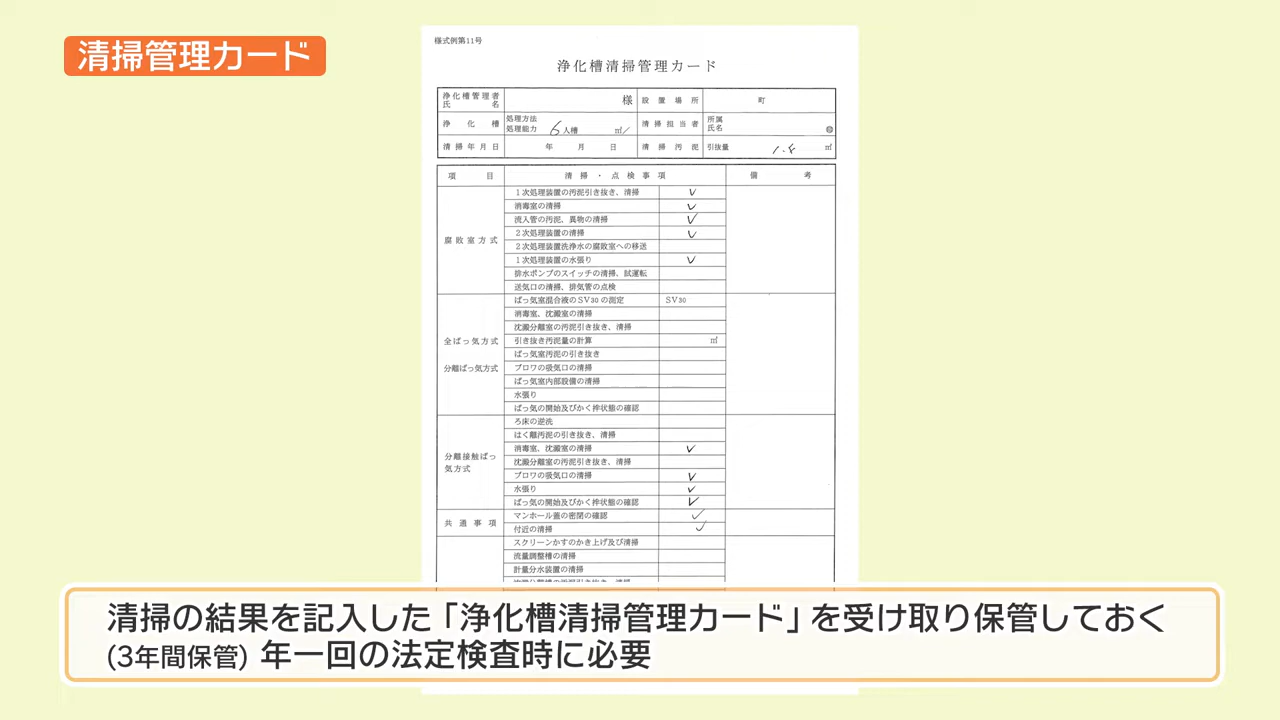 清掃管理カード
様式例第11号
浄化槽清掃管理カード
浄化槽管理者氏名 様 設置場所 町
浄化槽 処理方法 処理能力 6人槽 ㎥/ 清掃担当者 所属 氏名 ㊞
清掃年月日 年 月 日 清掃汚泥 引抜量 1.8 ㎥
項目 清掃・点検事項 備考
腐敗室方式
1次処理装置の汚泥引き抜き、清掃 ✓
消毒室の清掃 ✓
流入管の汚泥、異物の清掃 ✓
2次処理装置の清掃 ✓
2次処理装置洗浄水の腐敗室への移送
1次処理装置の水張り ✓
排水ポンプのスイッチの清掃、試運転
送気口の清掃、排気管の点検
全ばっ気方式
分離ばっ気方式
ばっ気室混合液のSV30の測定 SV30
消毒室、沈澱室の清掃
沈澱分離室の汚泥引き抜き、清掃
引き抜き汚泥量の計算 ㎥
ばっ気室汚泥の引き抜き
ブロワの吸気口の清掃
ばっ気室内部設備の清掃
水張り
ばっ気の開始及びかく拌状態の確認
分離接触ばっ気方式
ろ床の逆洗
はく離汚泥の引き抜き、清掃
消毒室、沈澱室の清掃 ✓
沈澱分離室の汚泥引き抜き、清掃
ブロワの吸気口の清掃 ✓
水張り ✓
ばっ気の開始及びかく拌状態の確認 ✓
共通事項
マンホール蓋の密閉の確認 ✓
付近の清掃 ✓
スクリーンかすのかき上げ及び清掃
流量調整槽の清掃
計量分水装置の清掃
清掃の結果を記入した「浄化槽清掃管理カード」を受け取り保管しておく
(3年間保管) 年一回の法定検査時に必要